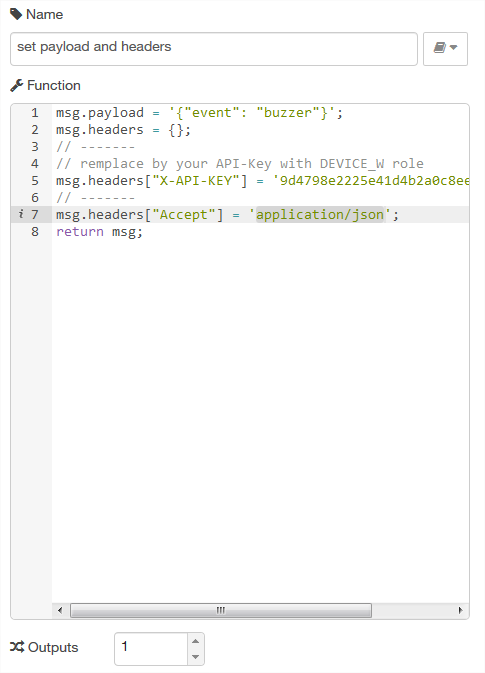 Name
set payload and headers
Function
1 msg.payload = '{"event": "buzzer"}';
2 msg.headers = {};
3 // -------
4 // remplace by your API-Key with DEVICE_W role
5 msg.headers["X-API-KEY"] = '9d4798e2225e41d4b2a0c8ee
6 // -------
i 7 msg.headers["Accept"] = 'application/json';
8 return msg;
Outputs 1